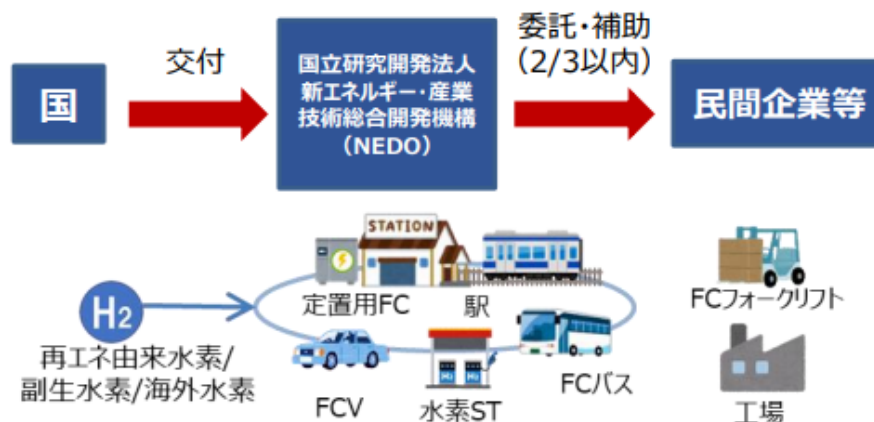 国
交付
国立研究開発法人
新エネルギー・産業
技術総合開発機構
（NEDO）
委託・補助
（2/3以内）
民間企業等
STATION
定置用FC
駅
FCフォークリフト
H2
再エネ由来水素/
副生水素/海外水素
FCV
水素ST
FCバス
工場